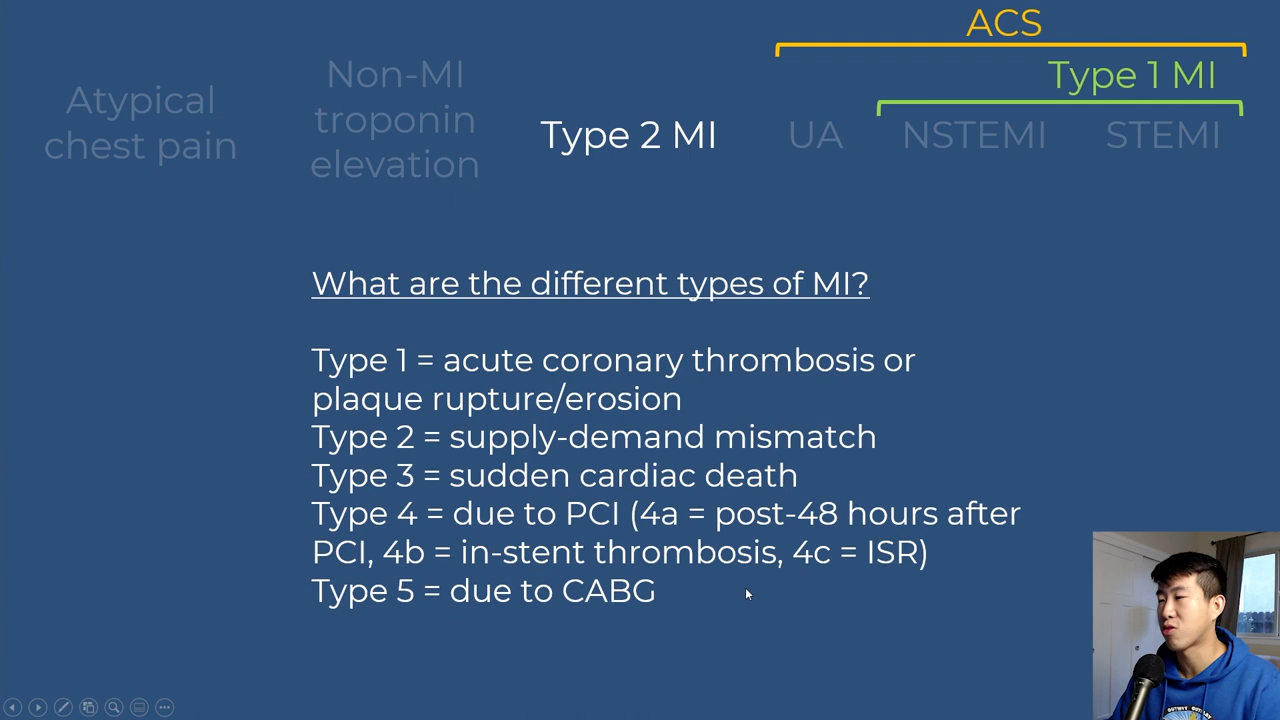 ACS
Type 1 MI
Atypical
chest pain
Non-MI
troponin
elevation
Type 2 MI
UA
NSTEMI
STEMI
What are the different types of MI?
Type 1 = acute coronary thrombosis or
plaque rupture/erosion
Type 2 = supply-demand mismatch
Type 3 = sudden cardiac death
Type 4 = due to PCI (4a = post-48 hours after
PCI, 4b = in-stent thrombosis, 4c = ISR)
Type 5 = due to CABG